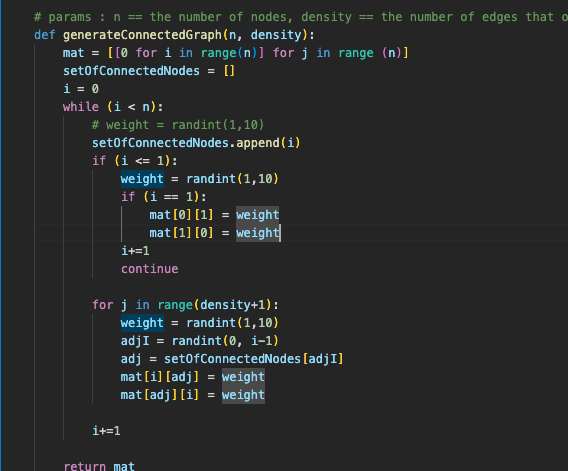 # params : n == the number of nodes, density == the number of edges that
def generateConnectedGraph(n, density):
    mat = [[0 for i in range(n)] for j in range (n)]
    setOfConnectedNodes = []
    i = 0
    while (i < n):
        # weight = randint(1,10)
        setOfConnectedNodes.append(i)
        if (i <= 1):
            weight = randint(1,10)
            if (i == 1):
                mat[0][1] = weight
                mat[1][0] = weight
            i+=1
            continue

        for j in range(density+1):
            weight = randint(1,10)
            adjI = randint(0, i-1)
            adj = setOfConnectedNodes[adjI]
            mat[i][adj] = weight
            mat[adj][i] = weight

        i+=1

    return mat